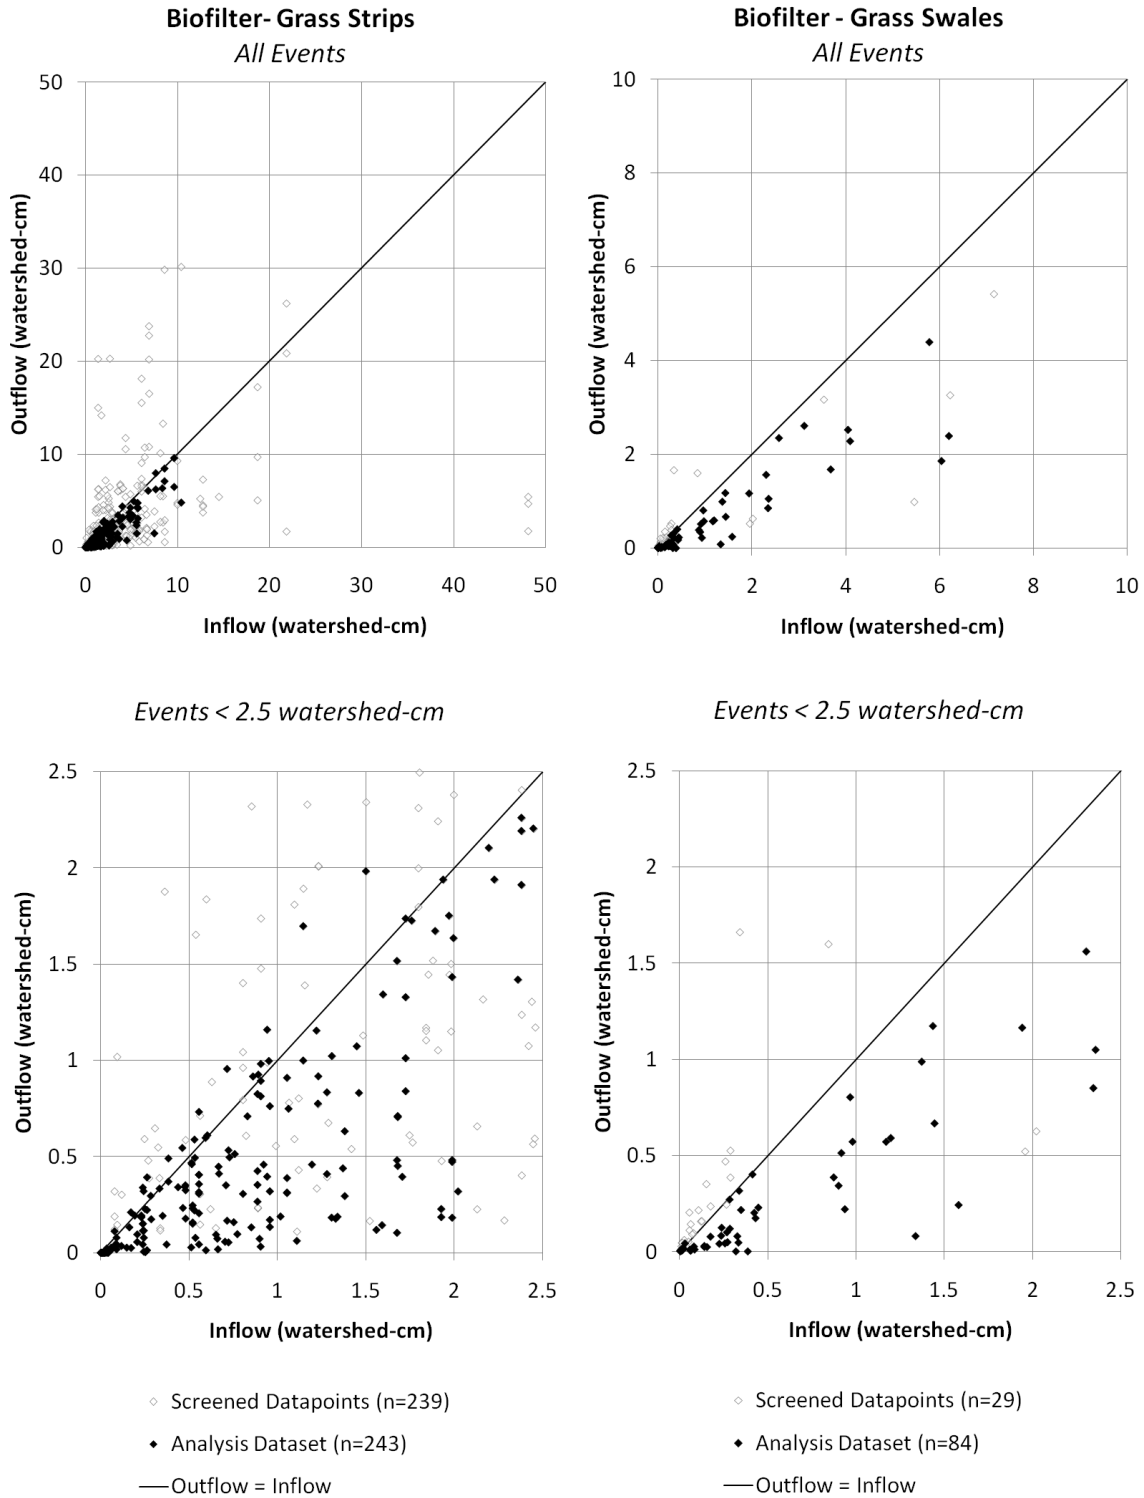 Biofilter- Grass Strips
All Events
50
40
30
20
10
0
Outflow (watershed-cm)
0 10 20 30 40 50
Inflow (watershed-cm)
Biofilter - Grass Swales
All Events
10
8
6
4
2
0
Outflow (watershed-cm)
0 2 4 6 8 10
Inflow (watershed-cm)
Events < 2.5 watershed-cm
2.5
2
1.5
1
0.5
0
Outflow (watershed-cm)
0 0.5 1 1.5 2 2.5
Inflow (watershed-cm)
Screened Datapoints (n=239)
Analysis Dataset (n=243)
Outflow = Inflow
Events < 2.5 watershed-cm
2.5
2
1.5
1
0.5
0
Outflow (watershed-cm)
0 0.5 1 1.5 2 2.5
Inflow (watershed-cm)
Screened Datapoints (n=29)
Analysis Dataset (n=84)
Outflow = Inflow